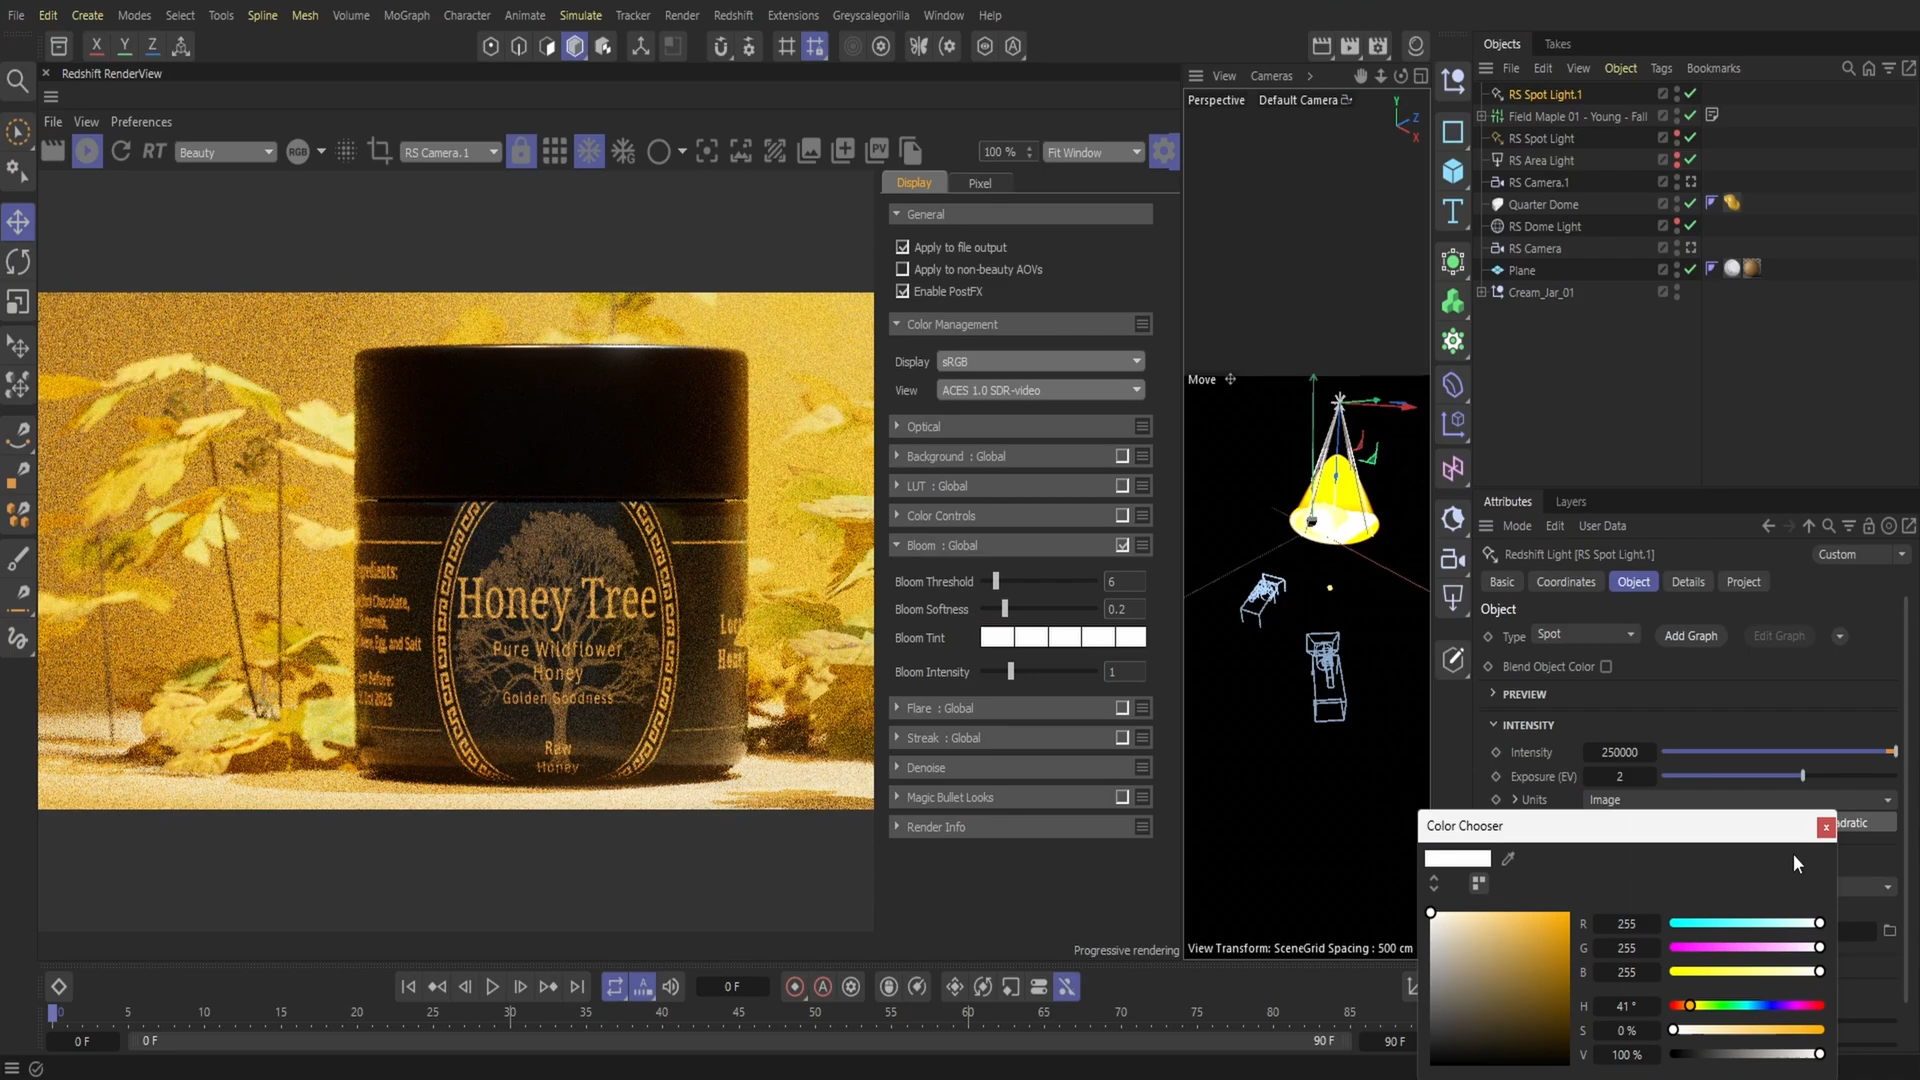 File Edit Create Modes Select Tools Spline Mesh Volume MoGraph Character Animate Simulate Tracker Render Redshift Extensions Greyscalegorilla Window Help
X Y Z
Redshift RenderView
File View Preferences
RT Beauty RGB RS Camera.1 PV 100 % Fit Window
Display Pixel
General
Apply to file output
Apply to non-beauty AOVs
Enable PostFX
Color Management
Display sRGB
View ACES 1.0 SDR-video
Optical
Background : Global
LUT : Global
Color Controls
Bloom : Global
Bloom Threshold 6
Bloom Softness 0.2
Bloom Tint
Bloom Intensity 1
Flare : Global
Streak : Global
Denoise
Magic Bullet Looks
Render Info
Progressive rendering
Honey Tree
Pure Wildflower
Honey
Golden Goodness
Raw
Honey
View Cameras
Perspective Default Camera
Y
Z
X
Move
View Transform: Scene Grid Spacing : 500 cm
Objects Takes
File Edit View Object Tags Bookmarks
RS Spot Light.1
Field Maple 01 - Young - Fall
RS Spot Light
RS Area Light
RS Camera.1
Quarter Dome
RS Dome Light
RS Camera
Plane
Cream_Jar_01
Attributes Layers
Mode Edit User Data
Redshift Light [RS Spot Light.1] Custom
Basic Coordinates Object Details Project
Object
Type Spot Add Graph Edit Graph
Blend Object Color
PREVIEW
INTENSITY
Intensity 250000
Exposure (EV) 2
Units Image
adratic
Color Chooser x
R 255
G 255
B 255
H 41 °
S 0 %
V 100 %
0 F
0 5 10 15 20 25 30 35 40 45 50 55 60 65 70 75 80 85
0 F 0 F 90 F 90 F